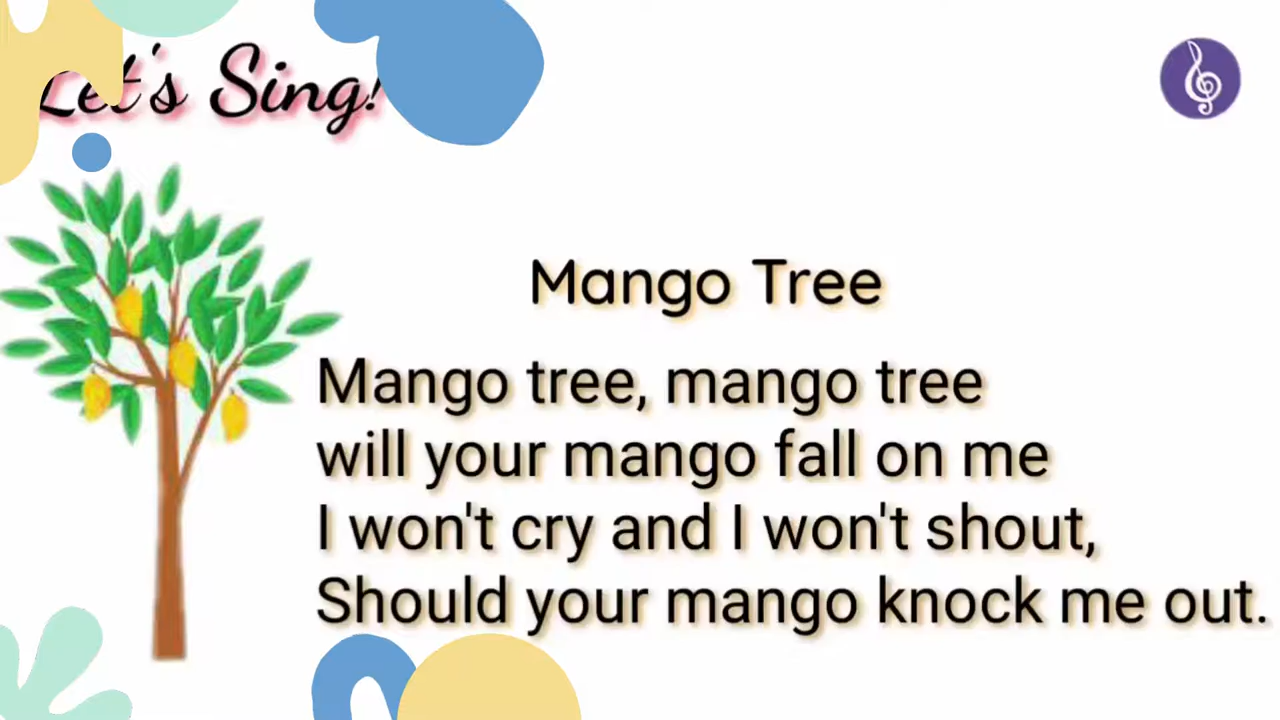 Let's Sing!
Mango Tree
Mango tree, mango tree
will your mango fall on me
I won't cry and I won't shout,
Should your mango knock me out.